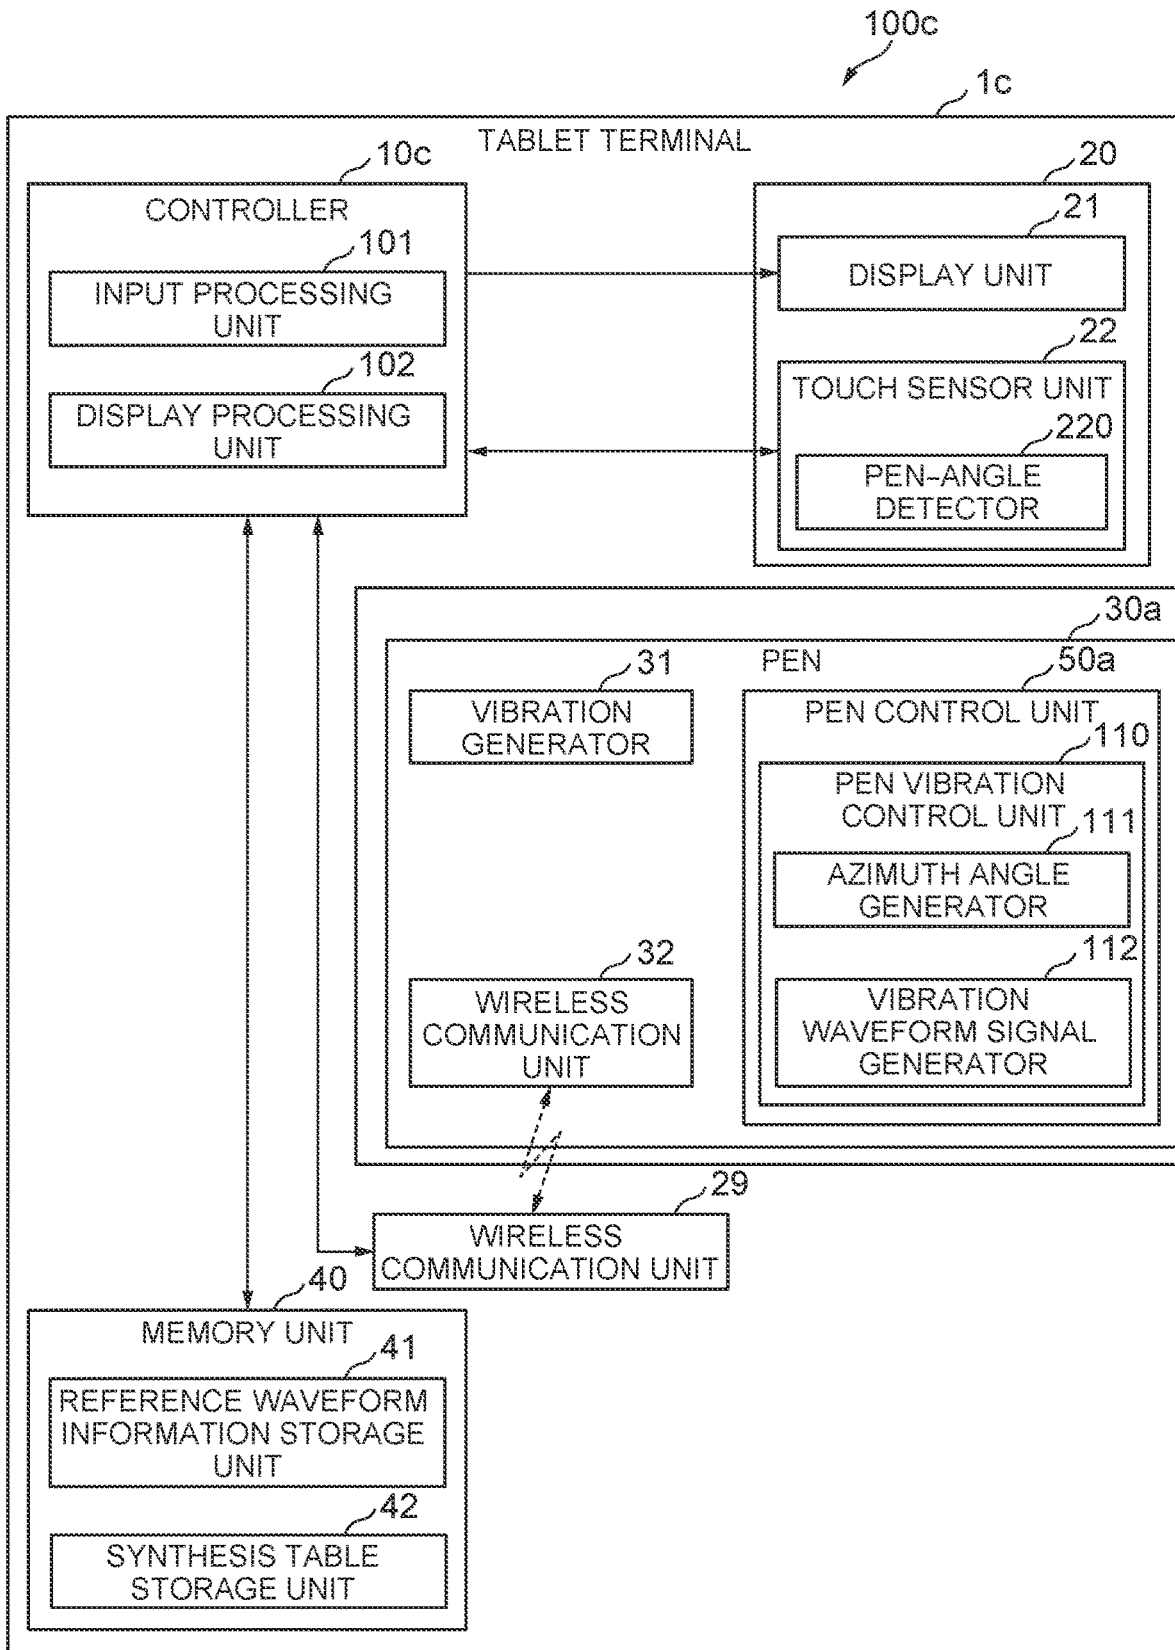 100c
1c
TABLET TERMINAL
10c
CONTROLLER
101
INPUT PROCESSING
UNIT
102
DISPLAY PROCESSING
UNIT
20
21
DISPLAY UNIT
22
TOUCH SENSOR UNIT
220
PEN-ANGLE
DETECTOR
30a
PEN
31
VIBRATION
GENERATOR
50a
PEN CONTROL UNIT
110
PEN VIBRATION
CONTROL UNIT
111
AZIMUTH ANGLE
GENERATOR
32
WIRELESS
COMMUNICATION
UNIT
112
VIBRATION
WAVEFORM SIGNAL
GENERATOR
29
WIRELESS
COMMUNICATION UNIT
40
MEMORY UNIT
41
REFERENCE WAVEFORM
INFORMATION STORAGE
UNIT
42
SYNTHESIS TABLE
STORAGE UNIT